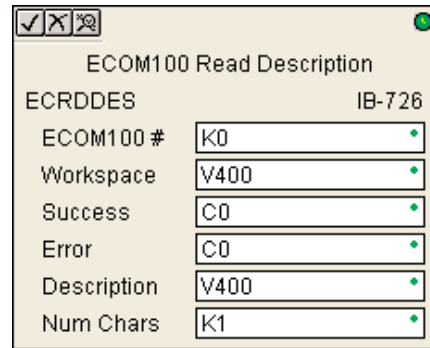 ECOM100 Read Description
ECRDDES IB-726
ECOM100 # K0
Workspace V400
Success C0
Error C0
Description V400
Num Chars K1